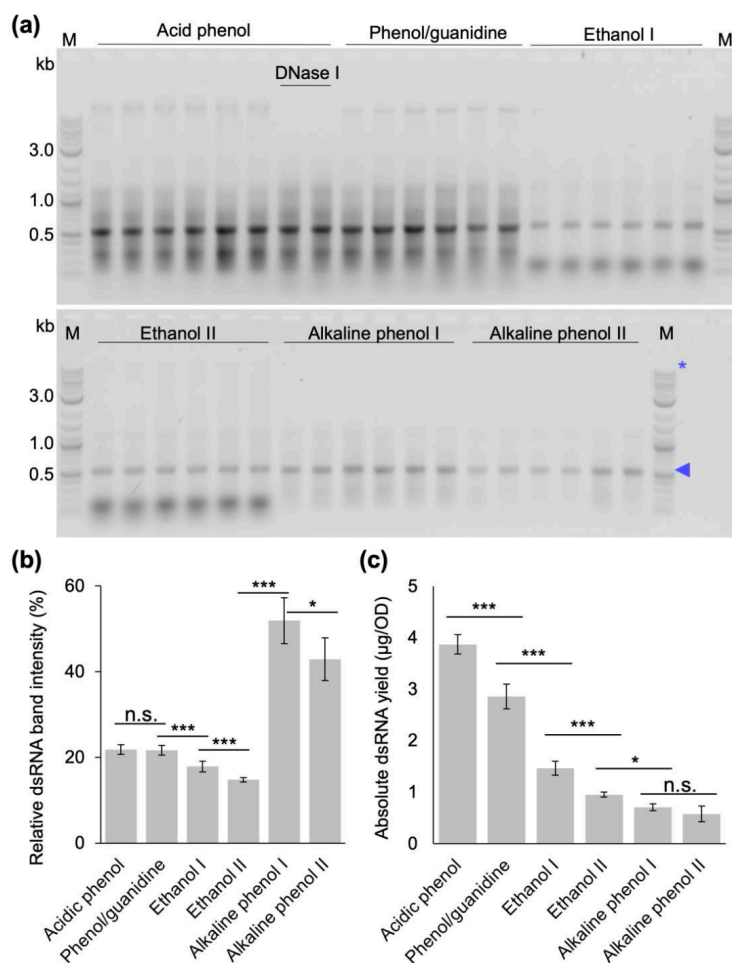 (a)
Acid phenol Phenol/guanidine Ethanol I
M M
DNase I
kb
3.0
1.0
0.5
kb
M Ethanol II Alkaline phenol I Alkaline phenol II M
*
3.0
1.0
0.5
(b)
Relative dsRNA band intensity (%)
60
40
20
0
n.s.
***
***
***
*
Acidic phenol
Phenol/guanidine
Ethanol I
Ethanol II
Alkaline phenol I
Alkaline phenol II
(c)
Absolute dsRNA yield (µg/OD)
5
4
3
2
1
0
***
***
***
*
n.s.
Acidic phenol
Phenol/guanidine
Ethanol I
Ethanol II
Alkaline phenol I
Alkaline phenol II